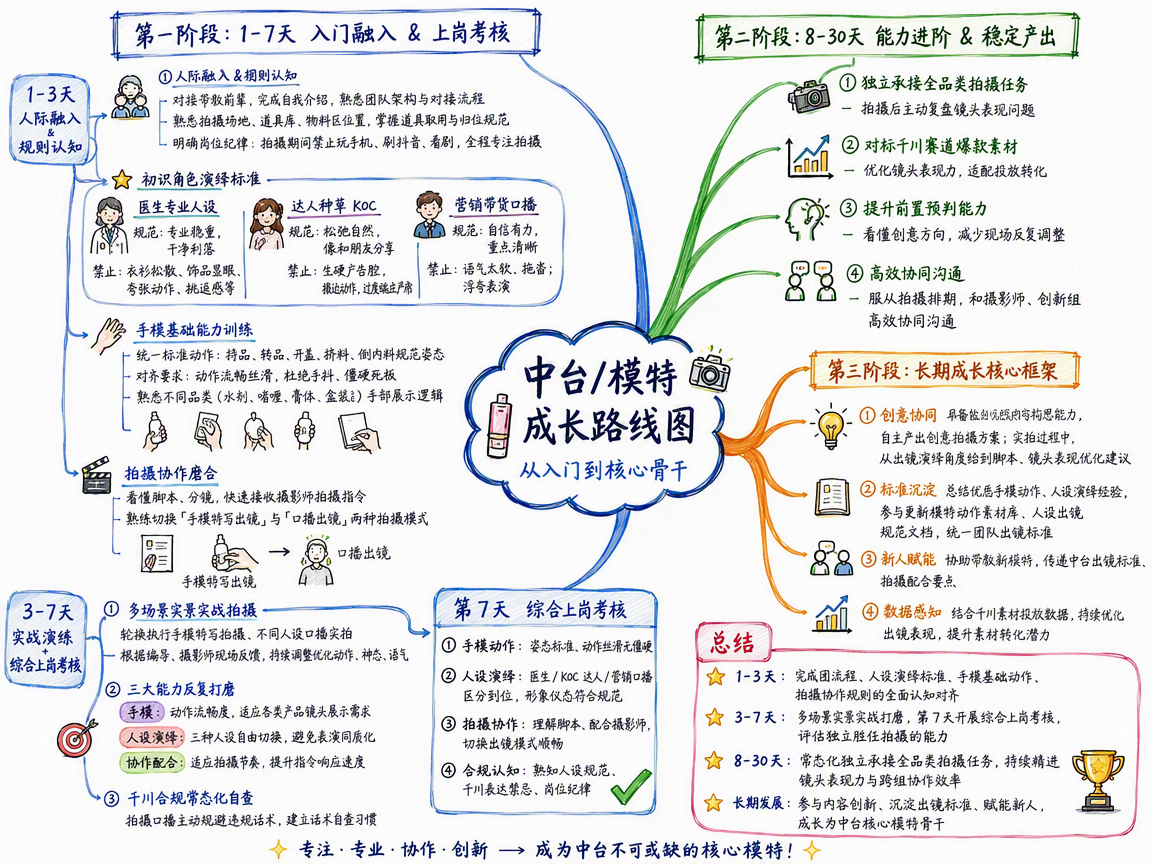 第一阶段：1-7天 入门融入 & 上岗考核
1-3天
人际融入
&
规则认知
① 人际融入&规则认知
对接带教前辈，完成自我介绍，熟悉团队架构与对接流程
熟悉拍摄场地、道具库、物料区位置，掌握道具取用与归位规范
明确岗位纪律：拍摄期间禁止玩手机、刷抖音、看剧，全程专注拍摄
初识角色演绎标准
医生专业人设
规范：专业稳重，
干净利落
禁止：衣衫松散、饰品显眼、
夸张动作、挑逗感等
达人种草 KOC
规范：松弛自然，
像和朋友分享
禁止：生硬广告腔，
动作，过度
营销带货口播
规范：自信有力，
重点清晰
禁止：语气太软、拖沓；
浮夸表演
手模基础能力训练
统一标准动作：持品、转品、开盖、挤料、倒内料规范姿态
对齐要求：动作流畅丝滑，杜绝手抖、僵硬死板
熟悉不同品类（水剂、啫喱、膏体、盒装）手部展示逻辑
拍摄协作磨合
看懂脚本、分镜，快速接收摄影师拍摄指令
熟练切换「手模特写出镜」与「口播出镜」两种拍摄模式
手模特写出镜
口播出镜
3-7天
实战演练
+
综合上岗考核
① 多场景实景实战拍摄
轮换执行手模特写拍摄、不同人设口播实拍
根据编导、摄影师现场反馈，持续调整优化动作、神态、语气
② 三大能力反复打磨
手模：动作流畅度，适应各类产品镜头展示需求
人设演绎：三种人设自由切换，避免表演同质化
协作配合：适应拍摄节奏，提升指令响应速度
③ 千川合规常态化自查
拍摄口播主动规避违规话术，建立话术自查习惯
第7天 综合上岗考核
① 手模动作：姿态标准、动作丝滑无僵硬
② 人设演绎：医生/KOC达人/营销口播
区分到位，形象仪态符合规范
③ 拍摄协作：理解脚本、配合摄影师，
切换出镜模式顺畅
④ 合规认知：熟知人设规范、
千川表达禁忌、岗位纪律
中台/模特
成长路线图
从入门到核心骨干
第二阶段：8-30天 能力进阶 & 稳定产出
① 独立承接全品类拍摄任务
— 拍摄后主动复盘镜头表现问题
② 对标千川赛道爆款素材
— 优化镜头表现力，适配投放转化
③ 提升前置预判能力
— 看懂创意方向，减少现场反复调整
④ 高效协同沟通
— 服从拍摄排期，和摄影师、创新组
高效协同沟通
第三阶段：长期成长核心框架
① 创意协同 具备构思能力，
自主产出创意拍摄方案；实拍过程中，
从出镜演绎角度给到脚本、镜头表现优化建议
② 标准沉淀 总结优质手模动作、人设演绎经验，
参与更新模特动作素材库、人设出镜
规范文档，统一团队出镜标准
③ 新人赋能 协助带教新模特，传递中台出镜标准、
拍摄配合要点
④ 数据感知 结合千川素材投放数据，持续优化
出镜表现，提升素材转化潜力
总结
1-3天：完成团流程、人设演绎标准、手模基础动作、
拍摄协作规则的全面认知对齐
3-7天：多场景实景实战打磨，第7天开展综合上岗考核，
评估独立胜任拍摄的能力
8-30天：常态化独立承接全品类拍摄任务，持续精进
镜头表现力与跨组协作效率
长期发展：参与内容创新、沉淀出镜标准、赋能新人，
成长为中台核心模特骨干
专注·专业·协作·创新 → 成为中台不可或缺的核心模特！